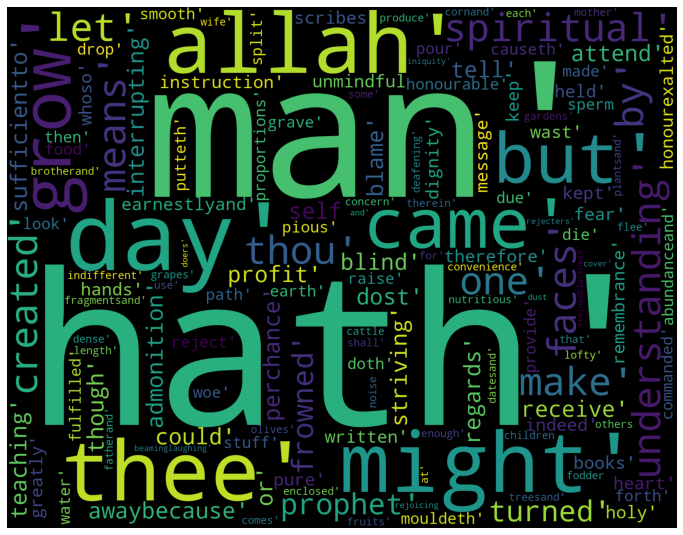 smooth'
wife'
produce'
cornand'
each'
mother'
let'
drop'
scribes
split'
allah'
pour'
causeth'
spiritual'
tell'
attend'
made'
held'
sperm
iniquity'
instruction'
unmindful
honourable'
whoso'
some'
keep'
gardens'
grow'
sufficientto'
then'
food'
brotherand'
means'
interrupting'
putteth'
man'
proportions'
grave'
blame'
deafening'
dignity'
message'
but'
wast'
by'
kept'
plantsand'
honourexalted
earnestlyand'
self
concern'
and'
therein'
rejecters'
due'
fear'
flee'
look'
pious'
die'
created'
day'
thou'
came'
for'
therefore'
remembrance'
abundanceand'
indifferent'
grapes'
doers'
profit'
blind'
convenience'
one'
cover'
hands'
fragmentsand'
use'
path'
earth'
raise'
nutritious'
dust
faces'
understanding'
dost'
provide'
lofty'
commanded'
dense'
length'
admonition'
reject'
perchance'
cattle
shall'
make'
datesand'
that'
hath'
woe'
doth'
noise
striving'
regards'
receive'
fulfilled
though'
frowned'
olives'
written'
enough'
children
indeed'
others
teaching'
greatly'
could'
stuff'
fatherand'
thee'
or'
pure'
enclosed'
might'
fodder
books'
heart'
forth'
water'
beaminglaughing'
at'
treesand'
awaybecause'
prophet'
mouldeth'
turned'
holy'
comes'
fruits'
rejoicing